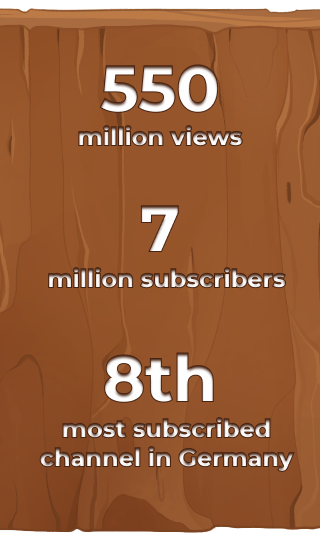 550
million views
7
million subscribers
8th
most subscribed
channel in Germany